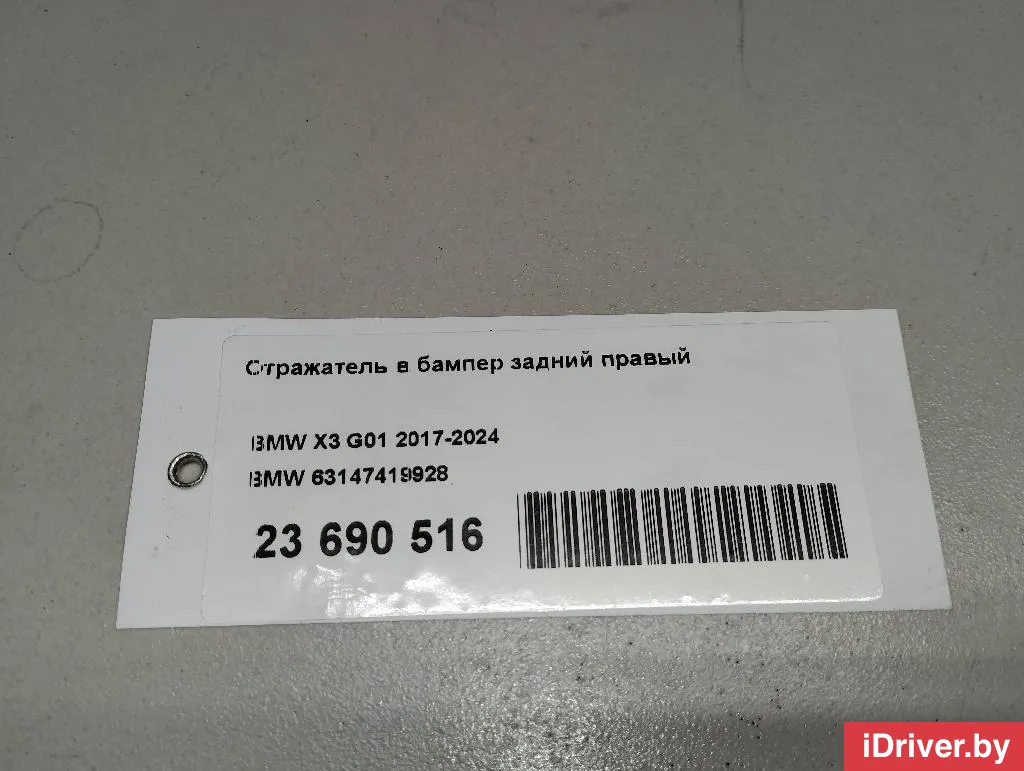 Отражатель в бампер задний правый
BMW X3 G01 2017-2024
BMW 63147419928
23 690 516
iDriver.by